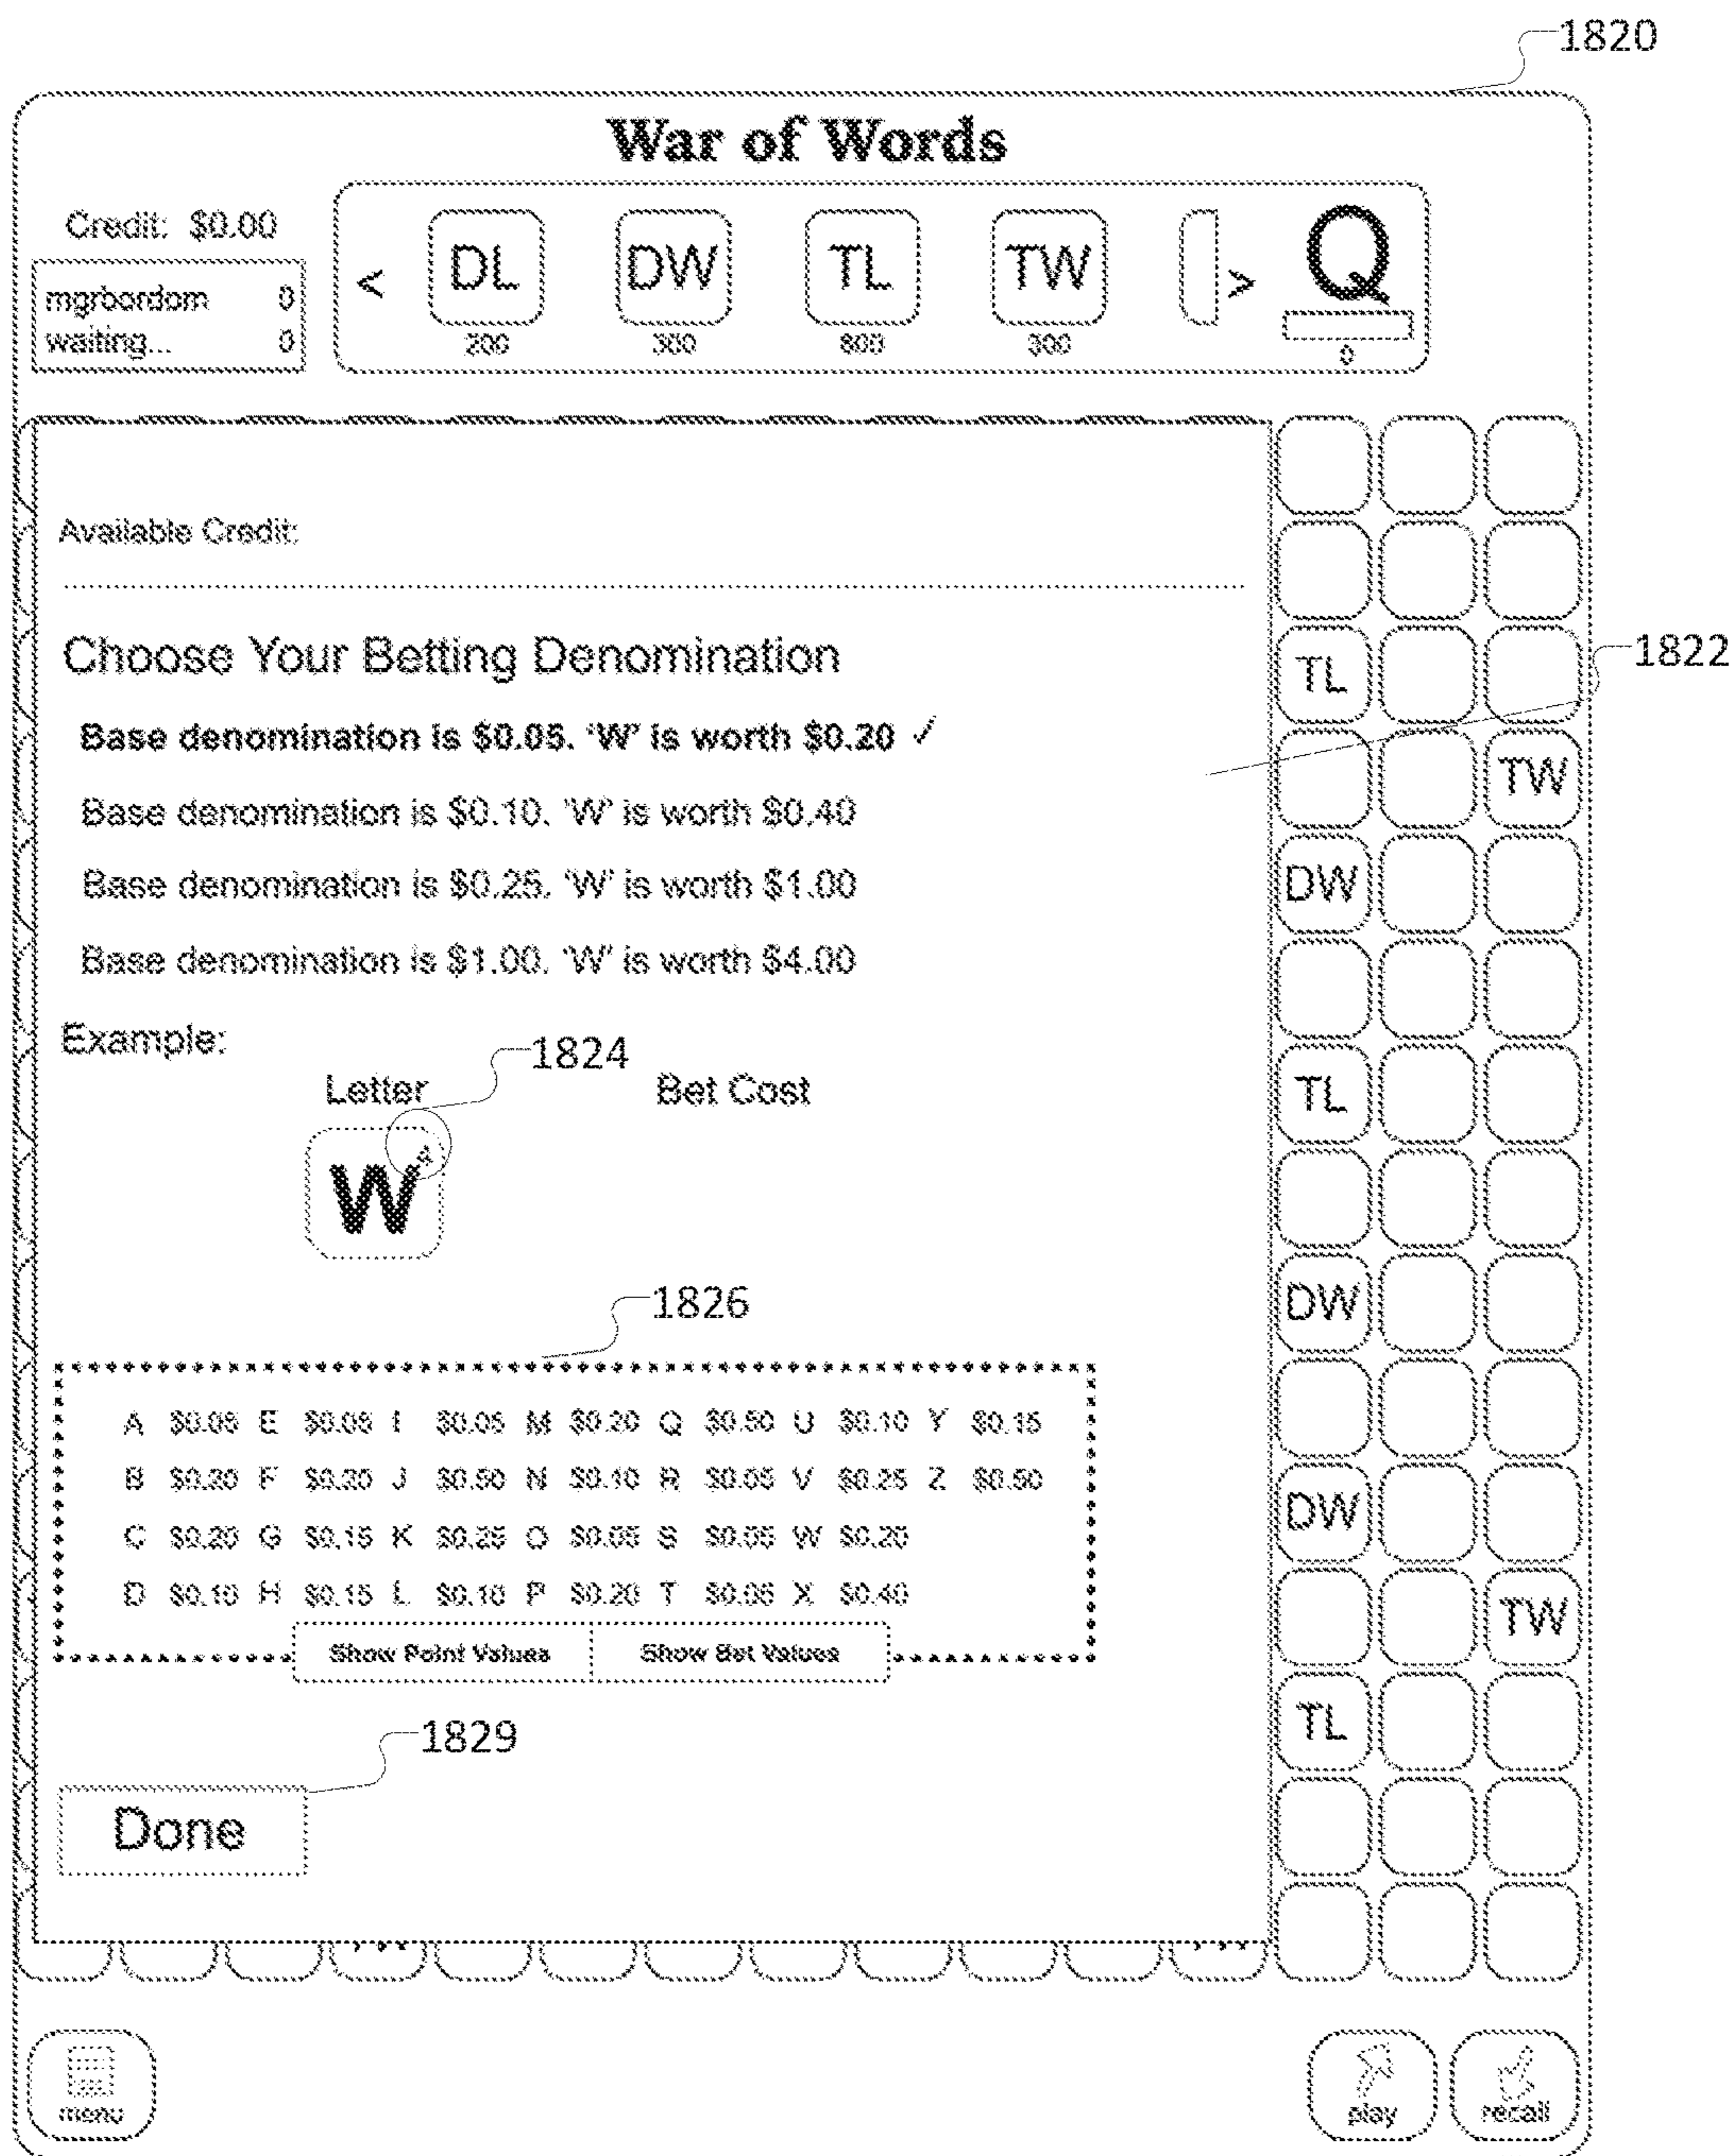 1820
War of Words
Credit: $0.00
mgrbordom 0
waiting... 0
< DL DW TL TW > Q
200 300 800 300 0
Available Credit:
Choose Your Betting Denomination
1822
Base denomination is $0.05. 'W' is worth $0.20 ✓
Base denomination is $0.10. 'W' is worth $0.40
Base denomination is $0.25. 'W' is worth $1.00
Base denomination is $1.00. 'W' is worth $4.00
Example:
1824
Letter Bet Cost
W 4
1826
A $0.05 E $0.05 I $0.05 M $0.20 Q $0.50 U $0.10 Y $0.15
B $0.20 F $0.20 J $0.50 N $0.10 R $0.05 V $0.25 Z $0.50
C $0.20 G $0.15 K $0.25 O $0.05 S $0.05 W $0.20
D $0.10 H $0.15 L $0.10 P $0.20 T $0.05 X $0.40
Show Point Values Show Bet Values
1829
Done
TL
TW
DW
TL
DW
DW
TW
TL
menu
play
recall